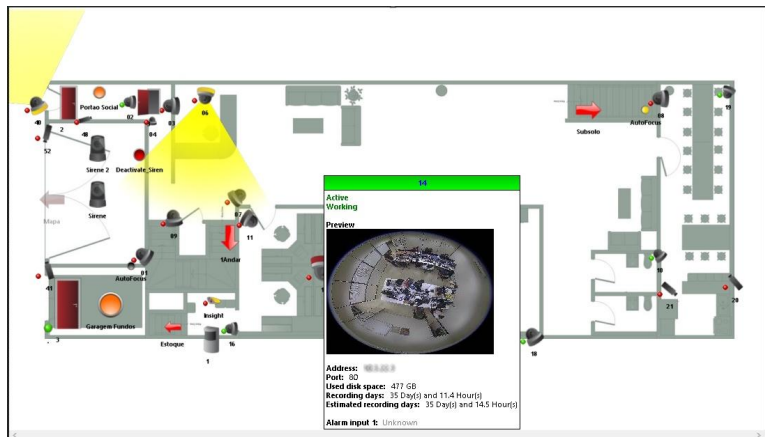 Portao Social
40
02
03
06
2
48
04
08
19
AutoFocus
Subsolo
52
Sirene 2
Deactivate_Siren
Sirene
Mapa
07
09
11
1Andar
01
AutoFocus
41
Garagem Fundos
3
Estoque
Insight
1
16
10
21
20
18
14
Active
Working
Preview
Address:
Port: 80
Used disk space: 477 GB
Recording days: 35 Day(s) and 11.4 Hour(s)
Estimated recording days: 35 Day(s) and 14.5 Hour(s)
Alarm input 1: Unknown